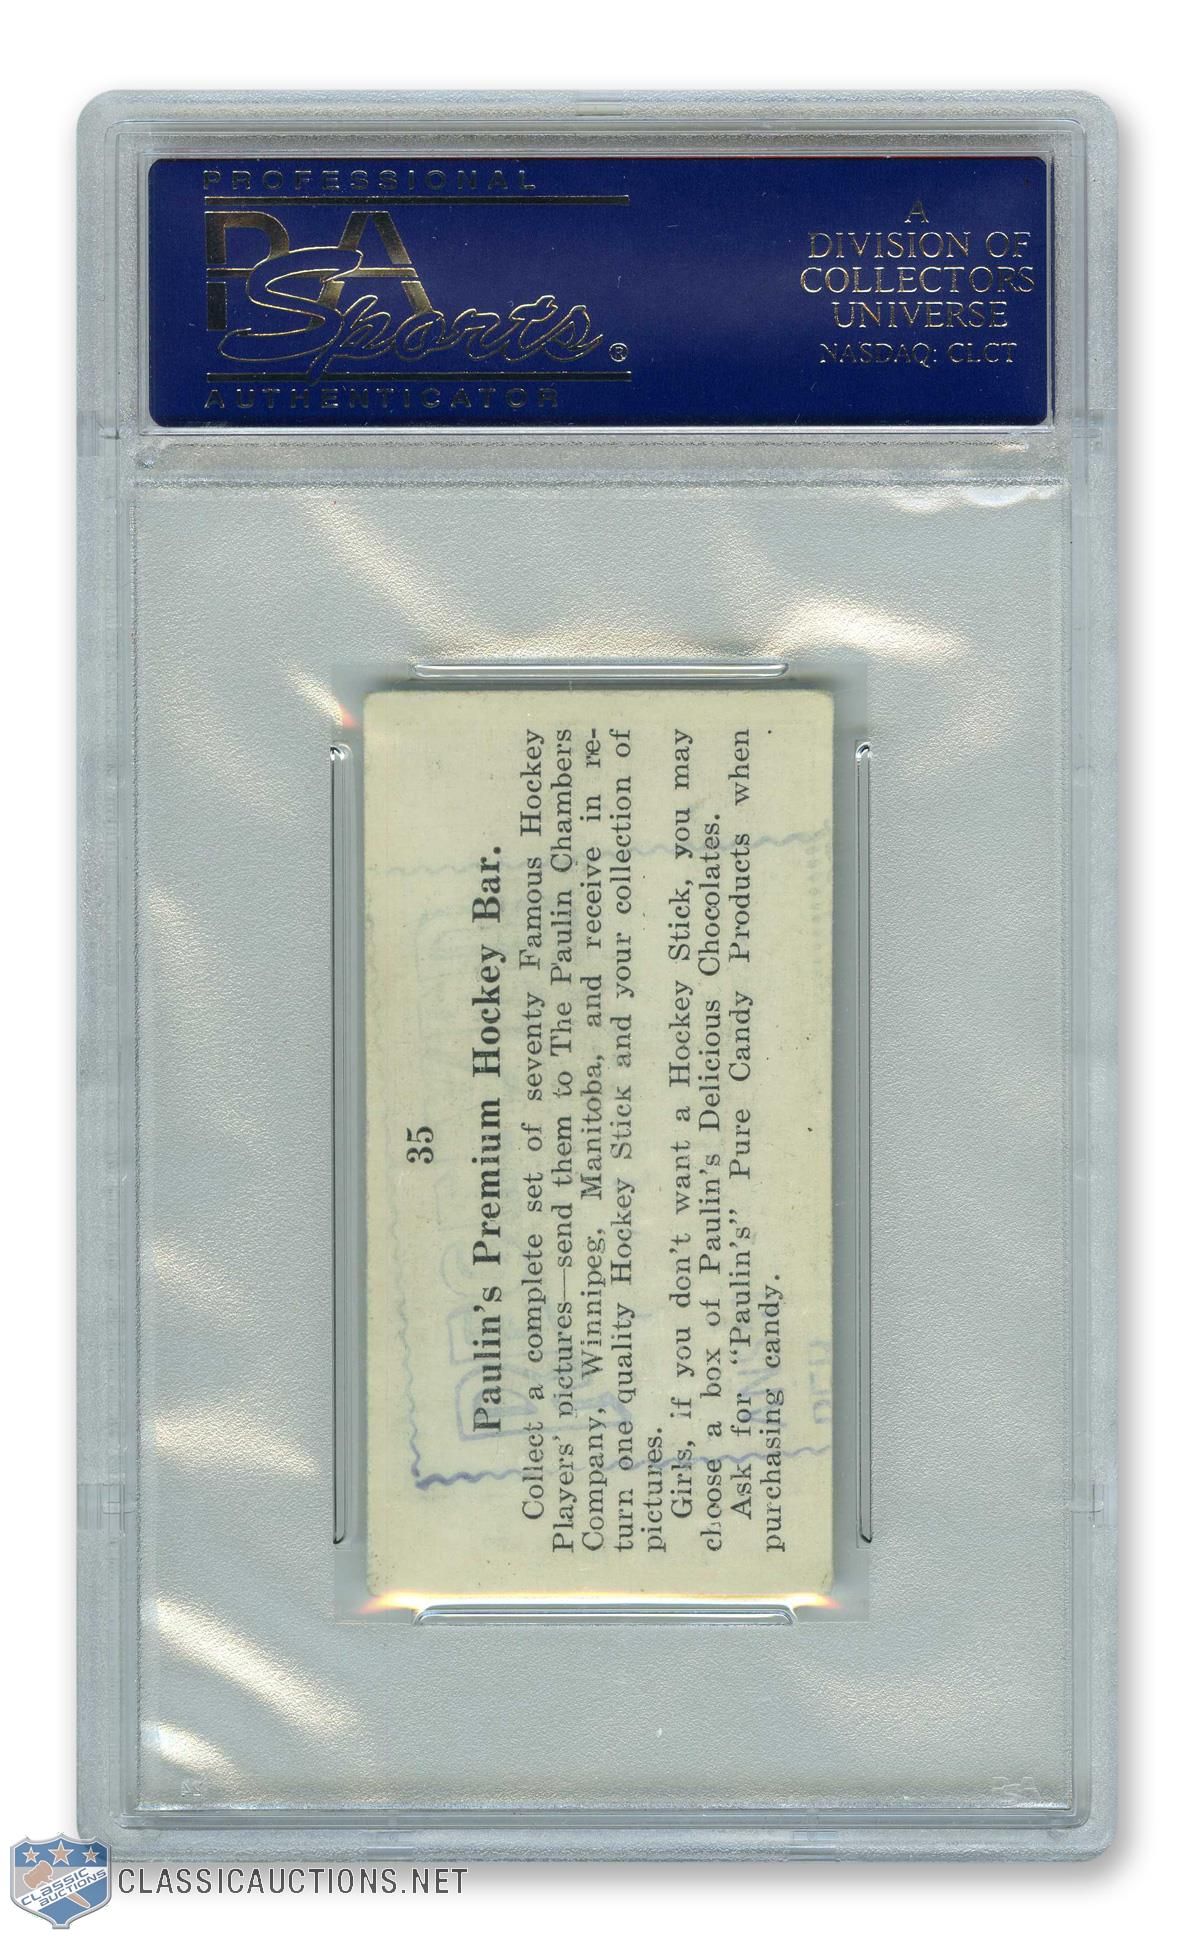 PROFESSIONAL
PSA
Sports®
AUTHENTICATOR
A
DIVISION OF
COLLECTORS
UNIVERSE
NASDAQ: CLCT
35
Paulin's Premium Hockey Bar.
Collect a complete set of seventy Famous Hockey
Players' pictures—send them to The Paulin Chambers
Company, Winnipeg, Manitoba, and receive in re-
turn one quality Hockey Stick and your collection of
pictures.
Girls, if you don't want a Hockey Stick, you may
choose a box of Paulin's Delicious Chocolates.
Ask for "Paulin's" Pure Candy Products when
purchasing candy.
PSA
CLASSIC
AUCTIONS
CLASSICAUCTIONS.NET